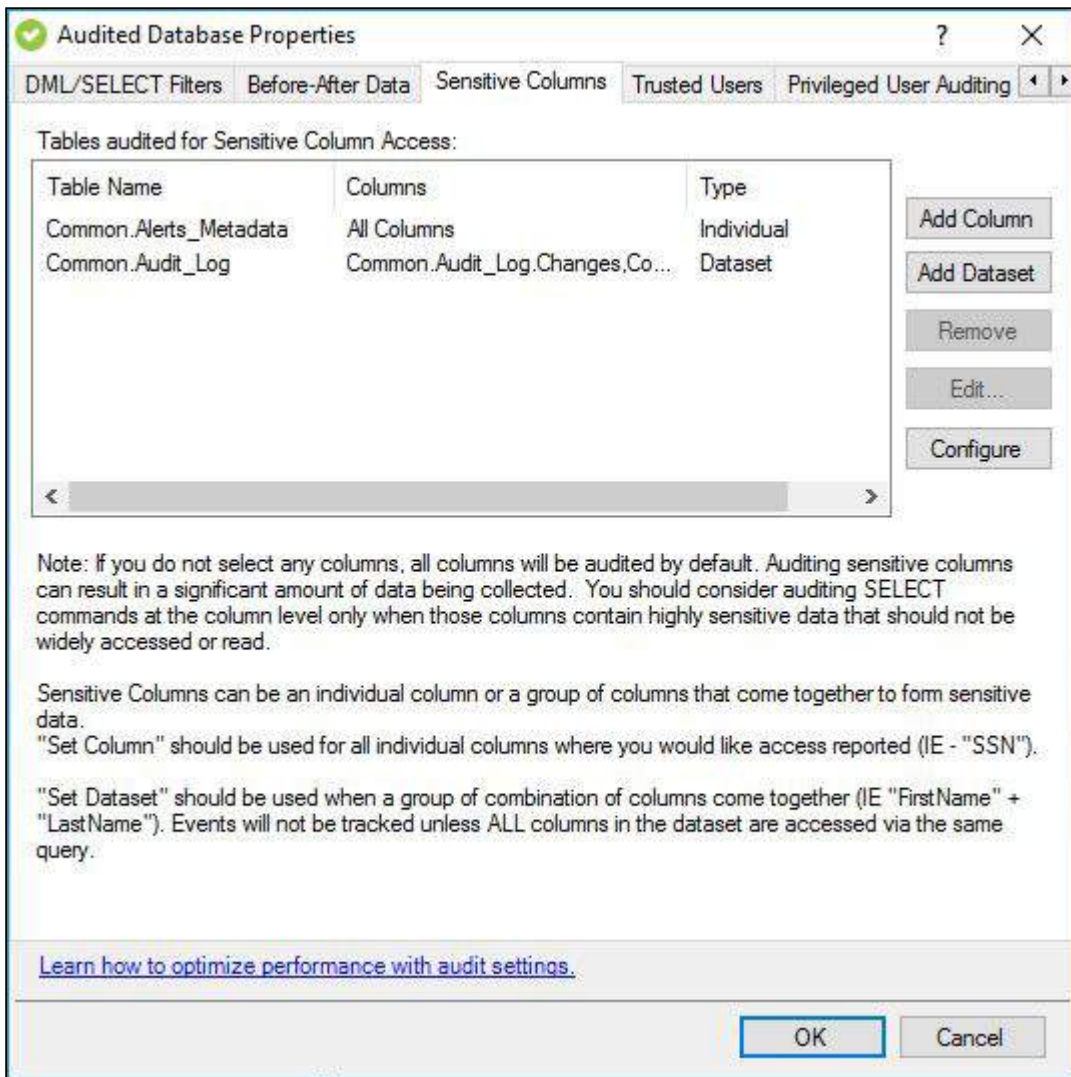 Audited Database Properties
?
DML/SELECT Filters Before-After Data Sensitive Columns Trusted Users Privileged User Auditing
Tables audited for Sensitive Column Access:
Table Name Columns Type
Common.Alerts_Metadata All Columns Individual
Common.Audit_Log Common.Audit_Log.Changes,Co... Dataset
Add Column
Add Dataset
Remove
Edit...
Configure
Note: If you do not select any columns, all columns will be audited by default. Auditing sensitive columns
can result in a significant amount of data being collected. You should consider auditing SELECT
commands at the column level only when those columns contain highly sensitive data that should not be
widely accessed or read.
Sensitive Columns can be an individual column or a group of columns that come together to form sensitive
data.
"Set Column" should be used for all individual columns where you would like access reported (IE - "SSN").
"Set Dataset" should be used when a group of combination of columns come together (IE "FirstName" +
"LastName"). Events will not be tracked unless ALL columns in the dataset are accessed via the same
query.
Learn how to optimize performance with audit settings.
OK Cancel